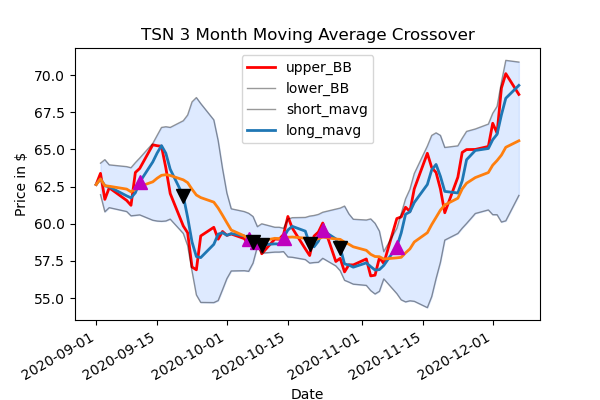 TSN 3 Month Moving Average Crossover
upper_BB
lower_BB
short_mavg
long_mavg
Price in $
70.0
67.5
65.0
62.5
60.0
57.5
55.0
2020-09-01
2020-09-15
2020-10-01
2020-10-15
2020-11-01
2020-11-15
2020-12-01
Date